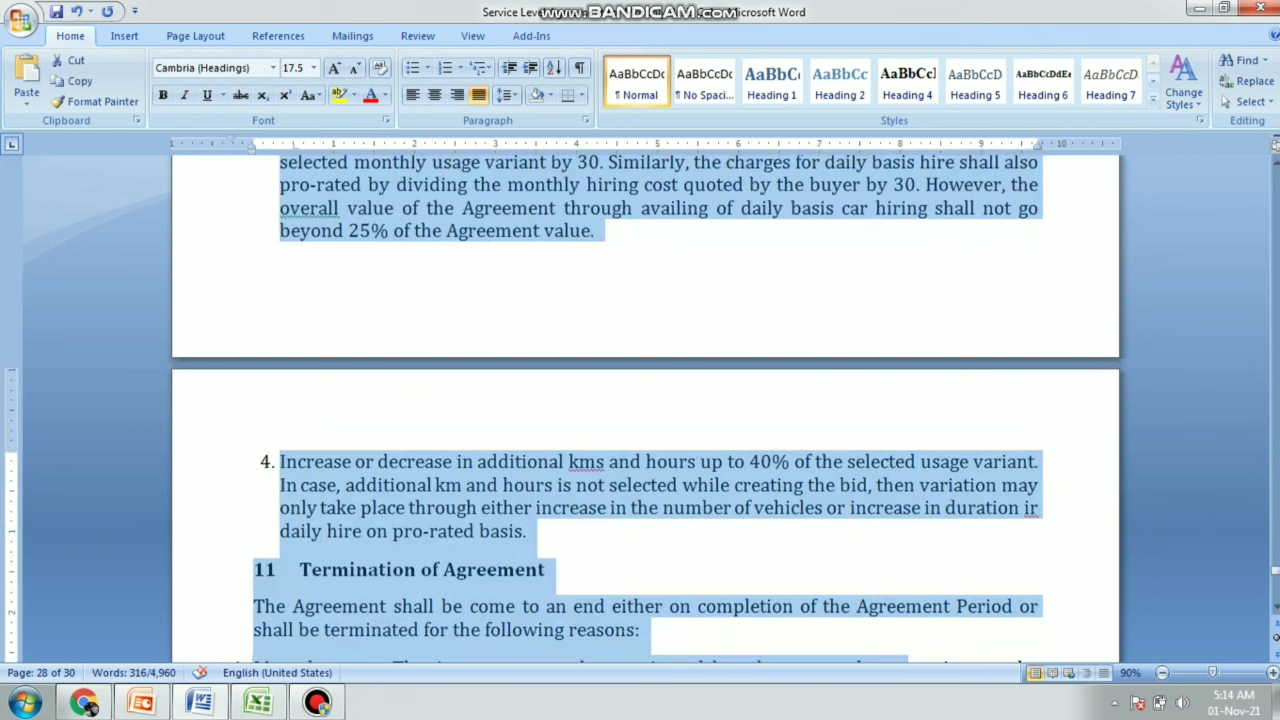 Service Level
www.BANDICAM.com
Microsoft Word
Home Insert Page Layout References Mailings Review View Add-Ins
Paste
Cut
Copy
Format Painter
Clipboard
Cambria (Headings) 17.5
Font
Paragraph
AaBbCcDc AaBbCcDc AaBbC AaBbCc AaBbCcI AaBbCcD AaBbCcDdEe AaBbCcD
¶ Normal ¶ No Spaci... Heading 1 Heading 2 Heading 4 Heading 5 Heading 6 Heading 7
Change Styles
Styles
Find
Replace
Select
Editing
selected monthly usage variant by 30. Similarly, the charges for daily basis hire shall also
pro-rated by dividing the monthly hiring cost quoted by the buyer by 30. However, the
overall value of the Agreement through availing of daily basis car hiring shall not go
beyond 25% of the Agreement value.
4. Increase or decrease in additional kms and hours up to 40% of the selected usage variant.
In case, additional km and hours is not selected while creating the bid, then variation may
only take place through either increase in the number of vehicles or increase in duration ir
daily hire on pro-rated basis.
11 Termination of Agreement
The Agreement shall be come to an end either on completion of the Agreement Period or
shall be terminated for the following reasons:
Page: 28 of 30 Words: 316/4,960 English (United States) 90%
5:14 AM
01-Nov-21